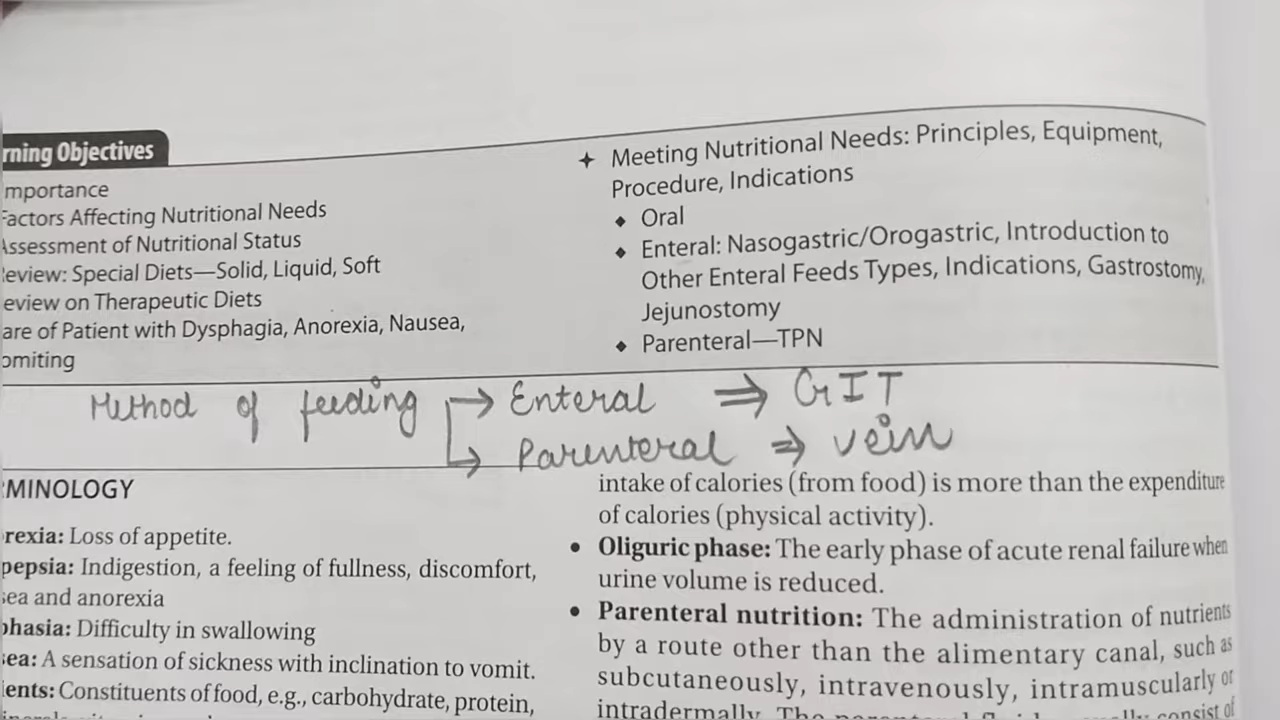 rning Objectives
mportance
Factors Affecting Nutritional Needs
Assessment of Nutritional Status
eview: Special Diets—Solid, Liquid, Soft
eview on Therapeutic Diets
are of Patient with Dysphagia, Anorexia, Nausea,
omiting
✦ Meeting Nutritional Needs: Principles, Equipment,
Procedure, Indications
◆ Oral
◆ Enteral: Nasogastric/Orogastric, Introduction to
Other Enteral Feeds Types, Indications, Gastrostomy,
Jejunostomy
◆ Parenteral—TPN
Method of feeding → Enteral ⇒ GIT
→ Parenteral ⇒ vein
MINOLOGY
rexia: Loss of appetite.
pepsia: Indigestion, a feeling of fullness, discomfort,
sea and anorexia
phasia: Difficulty in swallowing
sea: A sensation of sickness with inclination to vomit.
ients: Constituents of food, e.g., carbohydrate, protein,
intake of calories (from food) is more than the expenditure
of calories (physical activity).
• Oliguric phase: The early phase of acute renal failure when
urine volume is reduced.
• Parenteral nutrition: The administration of nutrients
by a route other than the alimentary canal, such as
subcutaneously, intravenously, intramuscularly or
intradermally. The
consist of